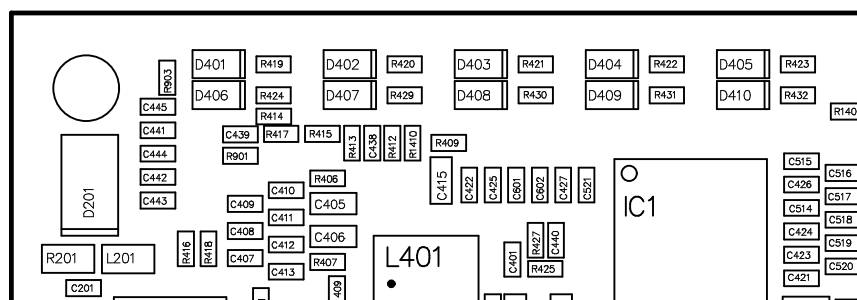 D401 R419 D402 R420 D403 R421 D404 R422 D405 R423
R903
D406 R424 D407 R429 D408 R430 D409 R431 D410 R432
C445 R414 R140
C441 C439 R417 R415 R413 C438 R412 R1410 R409
C444 R901 C515
C442 R406 C415 C422 C425 C601 C602 C427 C521 C426 C516
C443 C410 C405 C409 IC1 C514 C517
D201 C411 C408 C424 C518
R416 R418 C412 C406 R427 C440 C519
R201 L201 C407 R407 L401 C401 C423 C520
C413 R425 C421
C201 409